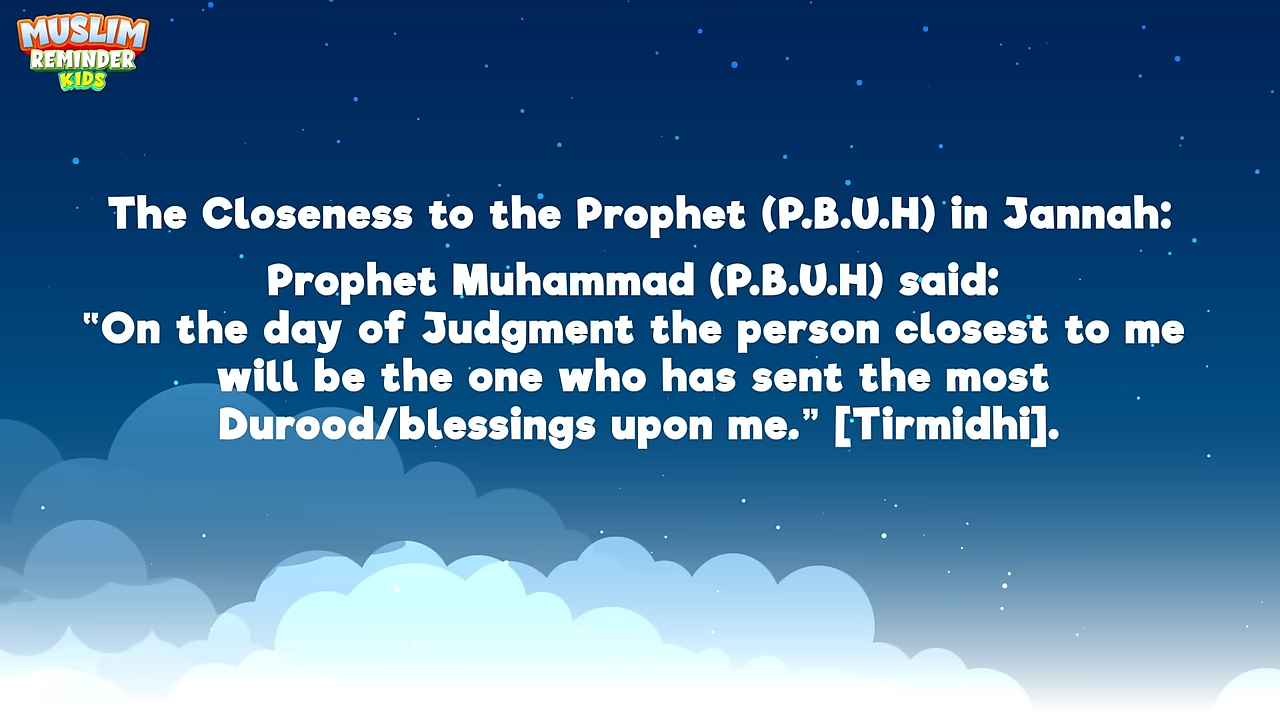 MUSLIM
REMINDER
KIDS
The Closeness to the Prophet (P.B.U.H) in Jannah:
Prophet Muhammad (P.B.U.H) said:
“On the day of Judgment the person closest to me
will be the one who has sent the most
Durood/blessings upon me.” [Tirmidhi].